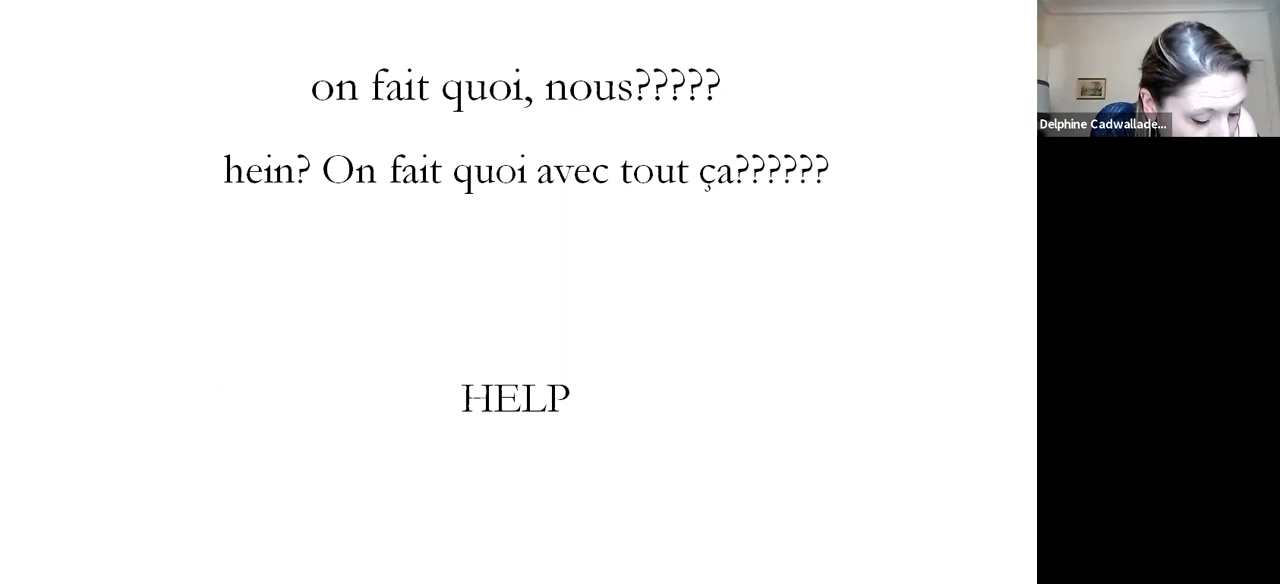 on fait quoi, nous?????
hein? On fait quoi avec tout ça??????
HELP
Delphine Cadwallade...